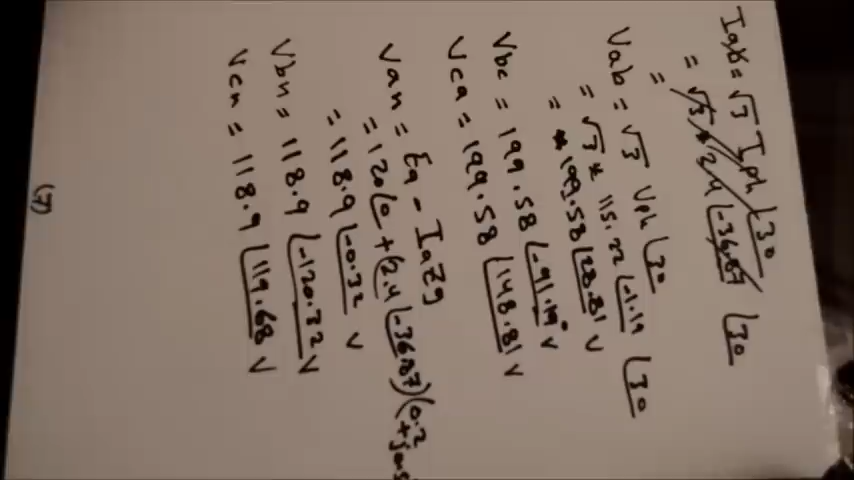 Iaγ = √3 Iph ∠30
= √3 * 2.4 ∠-36.87 ∠30
=
Vab = √3 Vph ∠30
= √3 * 115.22 ∠-1.19 ∠30
= 199.58 ∠28.81 V
Vbc = 199.58 ∠-91.19° V
Vca = 199.58 ∠148.81 V
Van = Ea - IaZg
= 120∠0 + (2.4 ∠-36.87)(0.2
= 118.9 ∠-0.32 V
Vbn = 118.9 ∠-120.32 V
Vcn = 118.9 ∠119.68 V
(7)